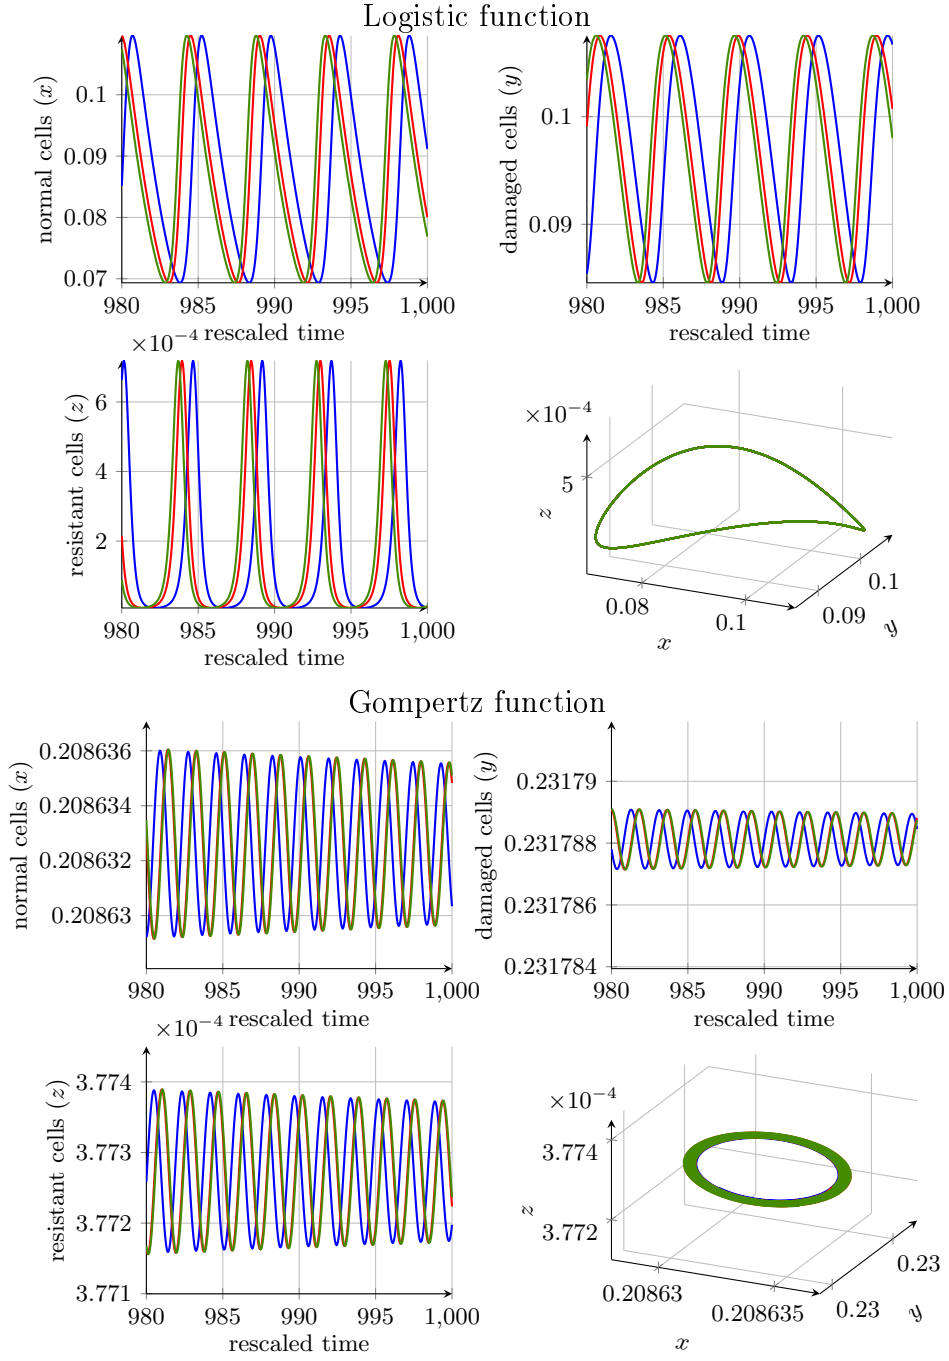 Logistic function
normal cells (x)
0.1
0.09
0.08
0.07
980 985 990 995 1,000
rescaled time
damaged cells (y)
0.1
0.09
980 985 990 995 1,000
rescaled time
×10−4
resistant cells (z)
6
4
2
980 985 990 995 1,000
rescaled time
×10−4
z
5
0.08
0.1
x
0.09
0.1
y
Gompertz function
normal cells (x)
0.208636
0.208634
0.208632
0.20863
980 985 990 995 1,000
rescaled time
damaged cells (y)
0.23179
0.231788
0.231786
0.231784
980 985 990 995 1,000
rescaled time
×10−4
resistant cells (z)
3.774
3.773
3.772
3.771
980 985 990 995 1,000
rescaled time
×10−4
z
3.774
3.772
0.20863
0.208635
x
0.23
0.23
y